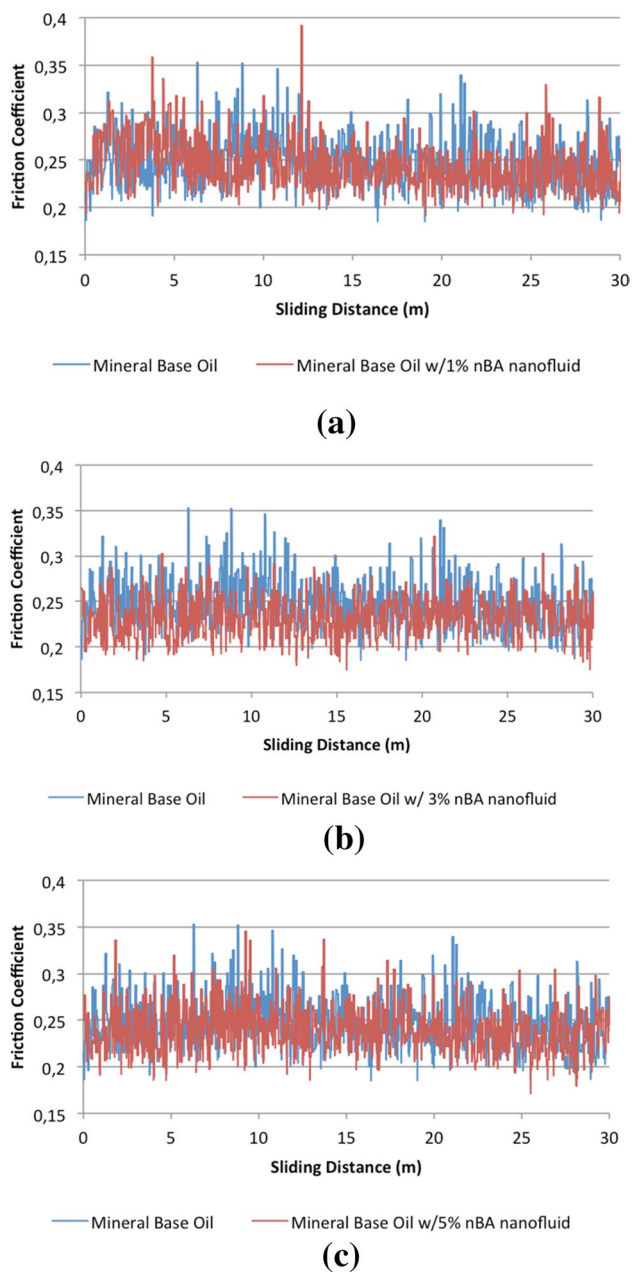 0,4
0,35
0,3
0,25
0,2
0,15
Friction Coefficient
0 5 10 15 20 25 30
Sliding Distance (m)
Mineral Base Oil Mineral Base Oil w/1% nBA nanofluid
(a)
0,4
0,35
0,3
0,25
0,2
0,15
Friction Coefficient
0 5 10 15 20 25 30
Sliding Distance (m)
Mineral Base Oil Mineral Base Oil w/ 3% nBA nanofluid
(b)
0,4
0,35
0,3
0,25
0,2
0,15
Friction Coefficient
0 5 10 15 20 25 30
Sliding Distance (m)
Mineral Base Oil Mineral Base Oil w/5% nBA nanofluid
(c)